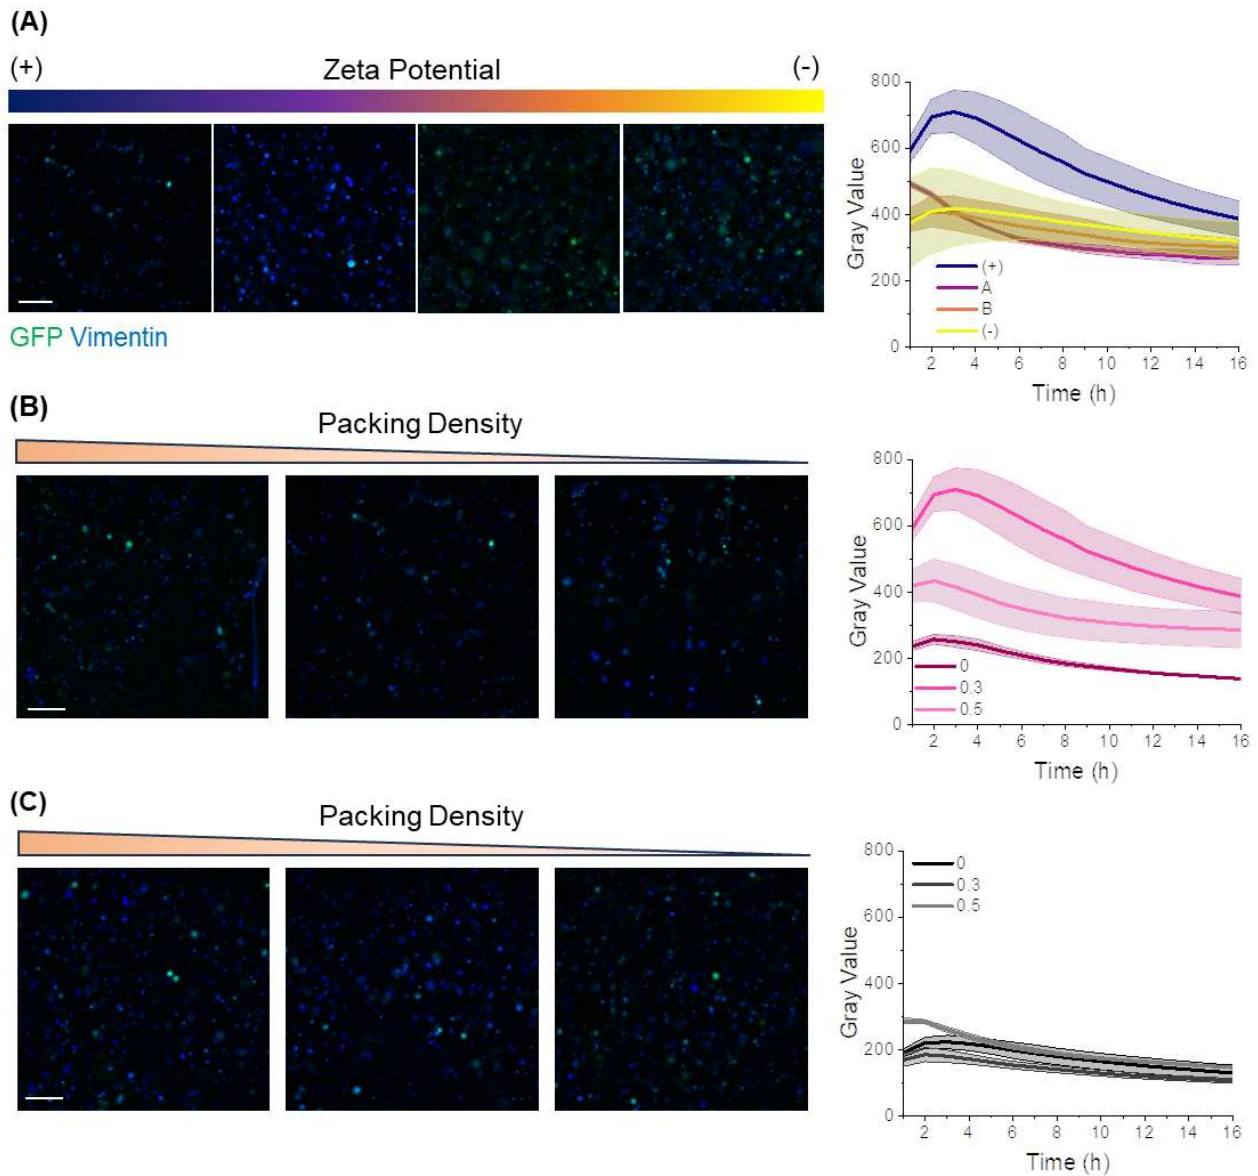 (A)
(+) Zeta Potential (-)
GFP Vimentin
800
600
400
200
0
Gray Value
(+)
A
B
(-)
2 4 6 8 10 12 14 16
Time (h)
(B)
Packing Density
800
600
400
200
0
Gray Value
0
0.3
0.5
2 4 6 8 10 12 14 16
Time (h)
(C)
Packing Density
800
600
400
200
0
Gray Value
0
0.3
0.5
2 4 6 8 10 12 14 16
Time (h)